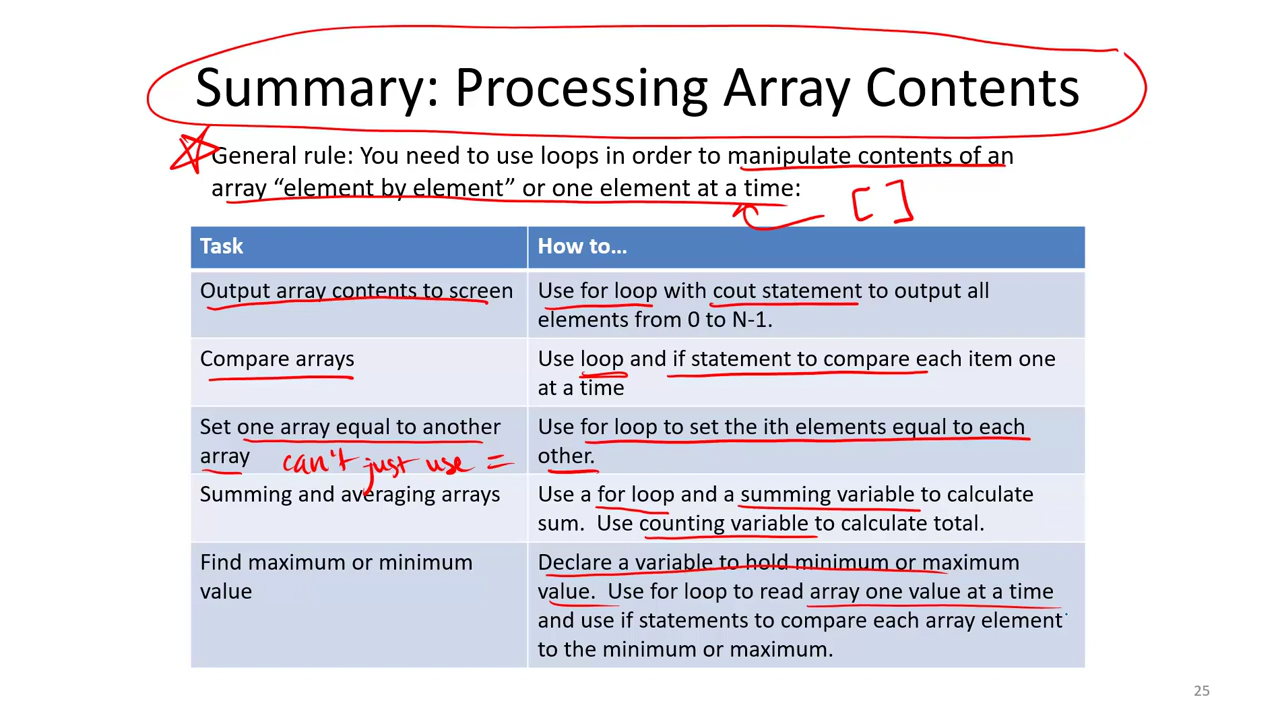 Summary: Processing Array Contents
General rule: You need to use loops in order to manipulate contents of an
array “element by element” or one element at a time:
[ ]
Task
How to…
Output array contents to screen
Use for loop with cout statement to output all
elements from 0 to N-1.
Compare arrays
Use loop and if statement to compare each item one
at a time
Set one array equal to another
array
can't just use =
Use for loop to set the ith elements equal to each
other.
Summing and averaging arrays
Use a for loop and a summing variable to calculate
sum. Use counting variable to calculate total.
Find maximum or minimum
value
Declare a variable to hold minimum or maximum
value. Use for loop to read array one value at a time
and use if statements to compare each array element
to the minimum or maximum.
25